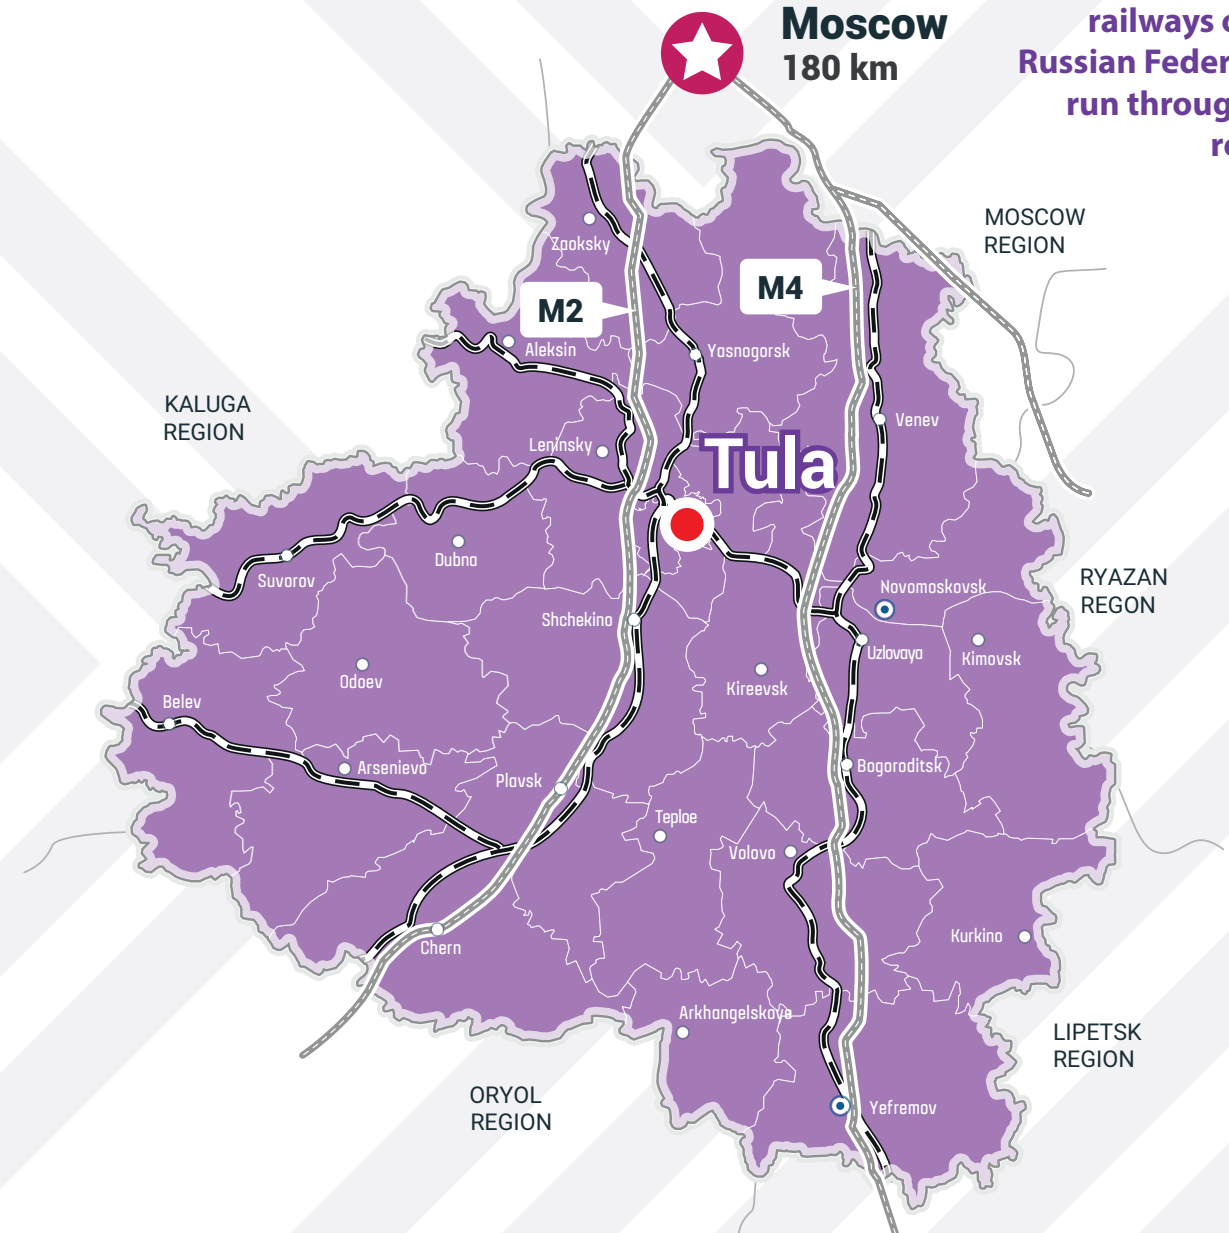 Moscow
180 km
railways
Russian Feder
run throug
MOSCOW
REGION
Zaoksky
M4
M2
Aleksin
Yasnogorsk
KALUGA
REGION
Venev
Leninsky
Tula
Dubna
Suvorov
RYAZAN
REGON
Novomoskovsk
Shchekino
Uzlovaya
Kimovsk
Odoev
Kireevsk
Belev
Arsenievo
Bogoroditsk
Plavsk
Teploe
Volovo
Kurkino
Chern
Arkhangelskoye
LIPETSK
REGION
ORYOL
REGION
Yefremov